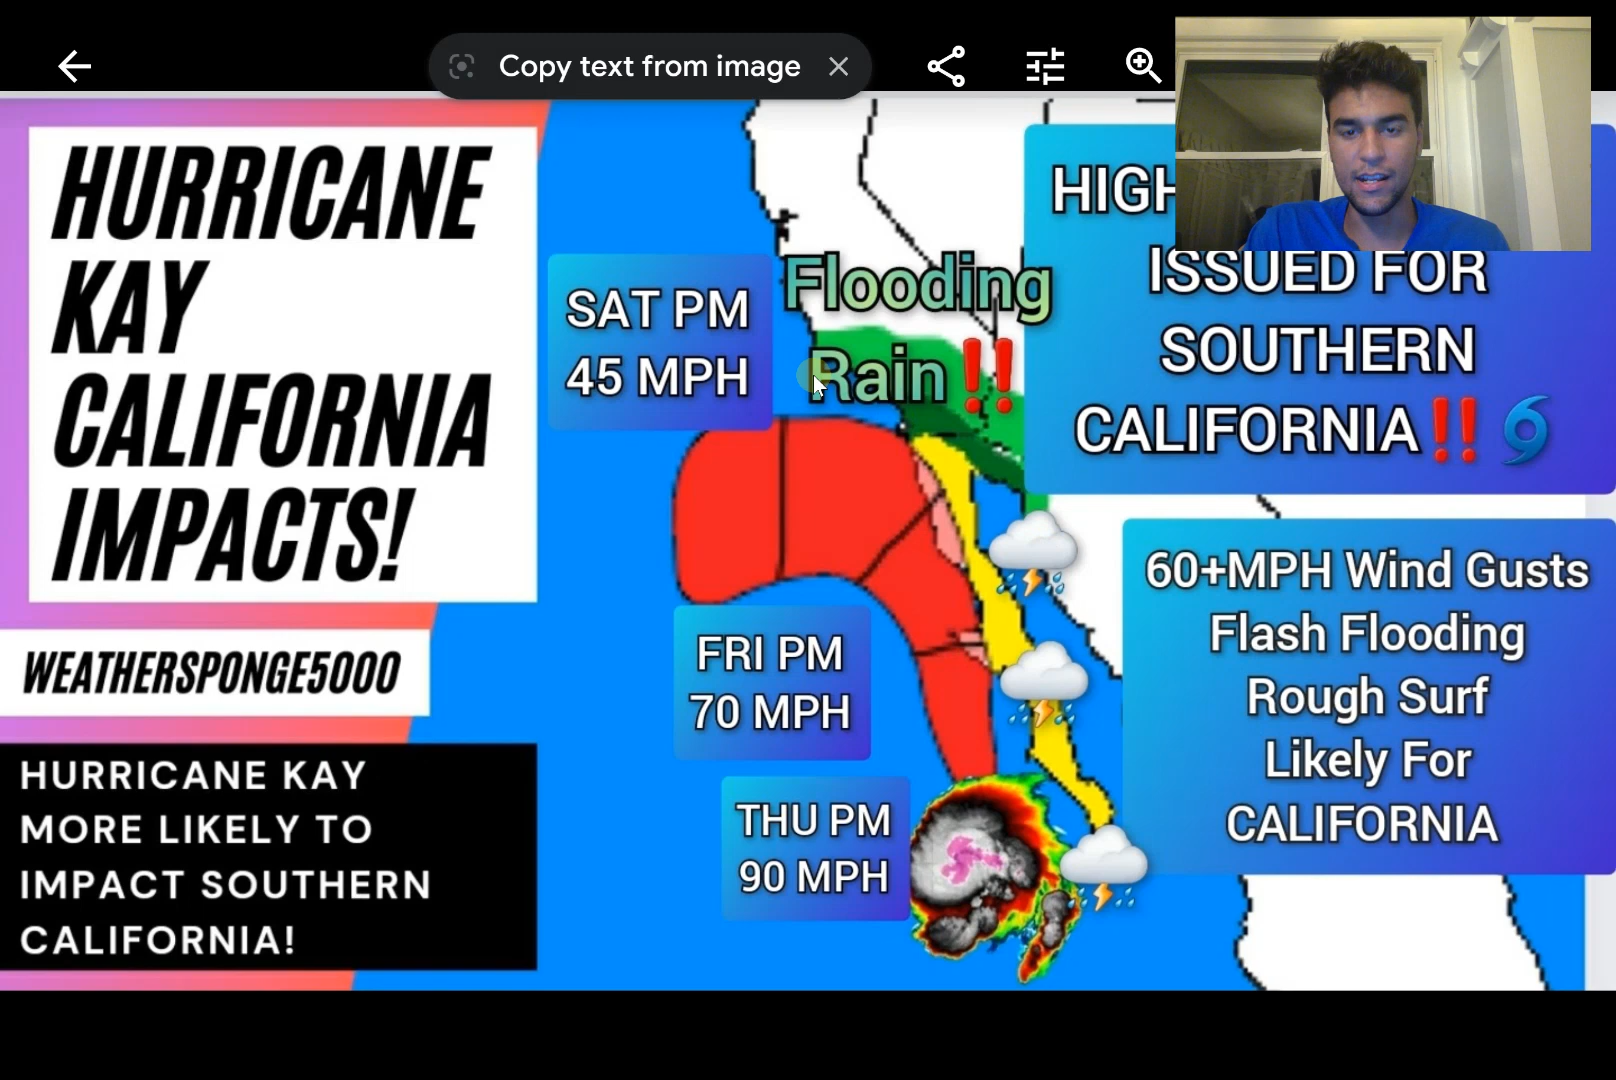 Copy text from image
HURRICANE
KAY
CALIFORNIA
IMPACTS!
WEATHERSPONGE5000
HURRICANE KAY
MORE LIKELY TO
IMPACT SOUTHERN
CALIFORNIA!
SAT PM
45 MPH
Flooding
Rain‼️
FRI PM
70 MPH
THU PM
90 MPH
HIGH
ISSUED FOR
SOUTHERN
CALIFORNIA‼️🌀
60+MPH Wind Gusts
Flash Flooding
Rough Surf
Likely For
CALIFORNIA